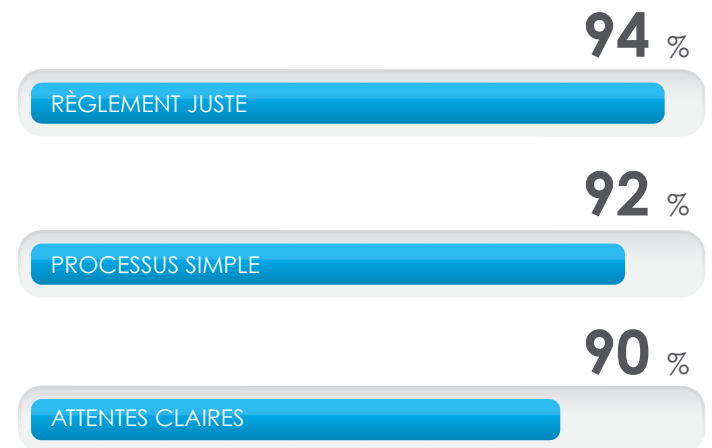 94 %
RÈGLEMENT JUSTE
92 %
PROCESSUS SIMPLE
90 %
ATTENTES CLAIRES